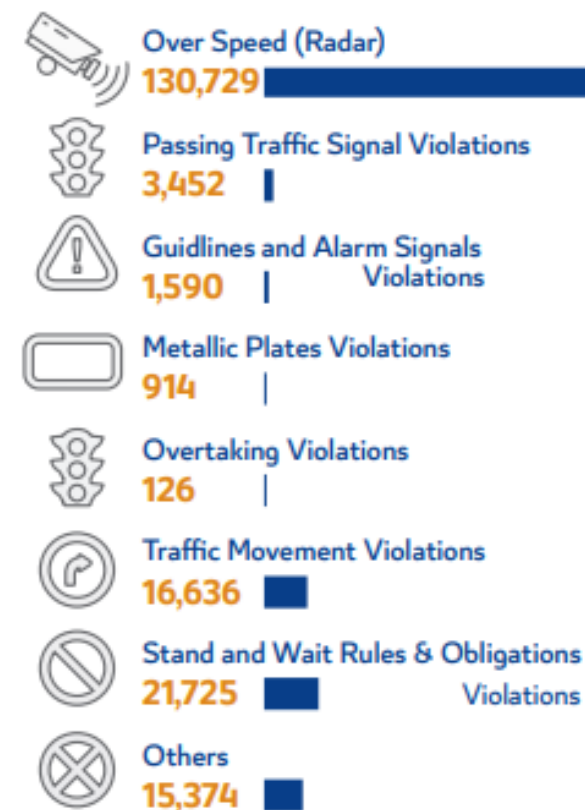 Over Speed (Radar)
130,729
Passing Traffic Signal Violations
3,452
Guidlines and Alarm Signals
Violations
1,590
Metallic Plates Violations
914
Overtaking Violations
126
Traffic Movement Violations
16,636
Stand and Wait Rules & Obligations
Violations
21,725
Others
15,374